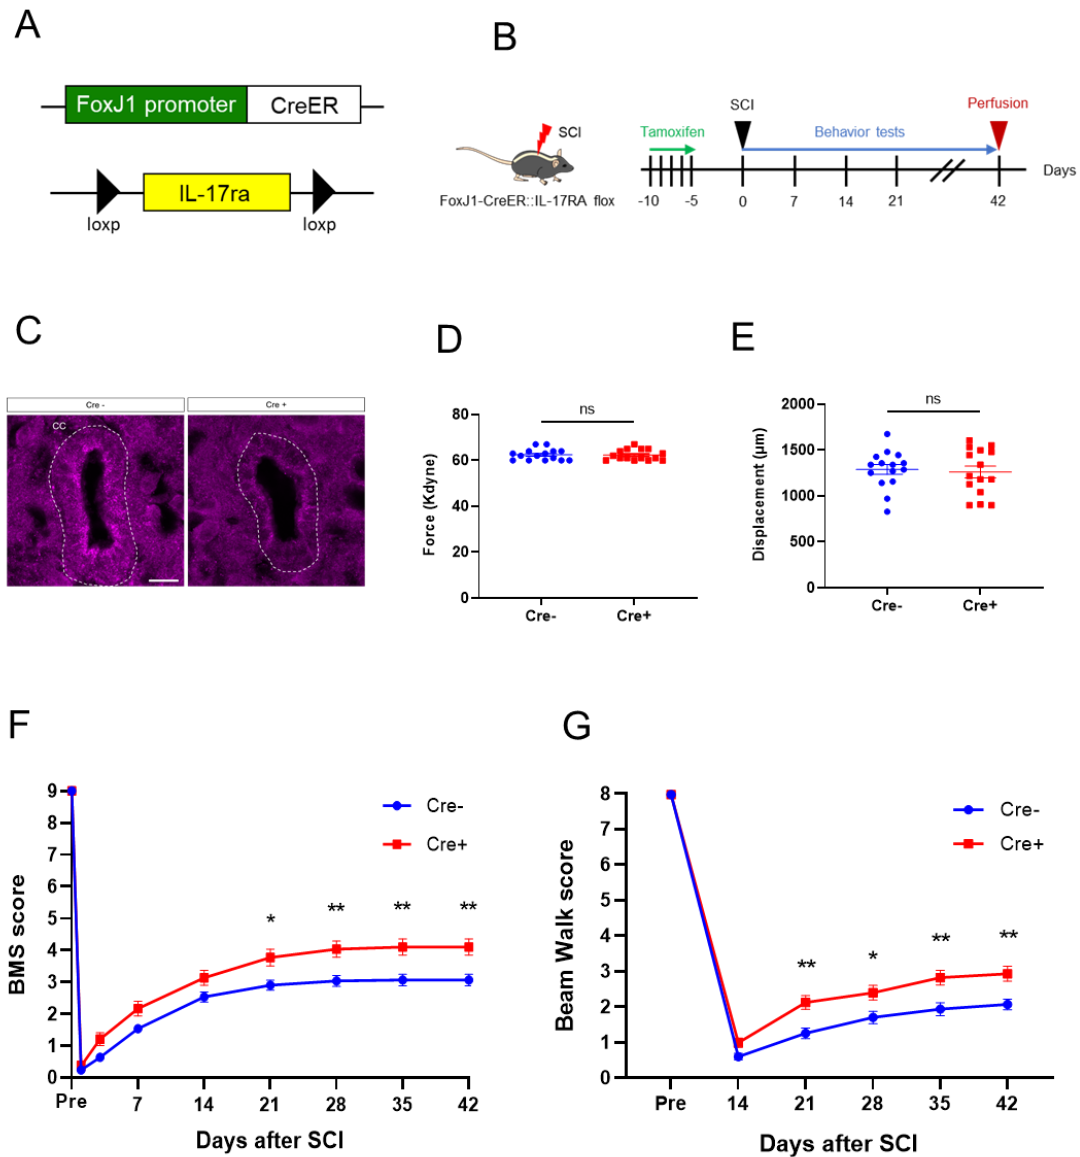 A
FoxJ1 promoter CreER
IL-17ra
loxp loxp
B
SCI
FoxJ1-CreER::IL-17RA flox
Tamoxifen SCI Behavior tests Perfusion
Days
-10 -5 0 7 14 21 42
C
Cre - Cre +
CC
D
ns
Force (Kdyne)
80
60
40
20
0
Cre- Cre+
E
ns
Displacement (μm)
2000
1500
1000
500
0
Cre- Cre+
F
BMS score
9
8
7
6
5
4
3
2
1
0
Cre-
Cre+
* ** ** **
Pre 7 14 21 28 35 42
Days after SCI
G
Beam Walk score
8
7
6
5
4
3
2
1
0
Cre-
Cre+
** * ** **
Pre 14 21 28 35 42
Days after SCI